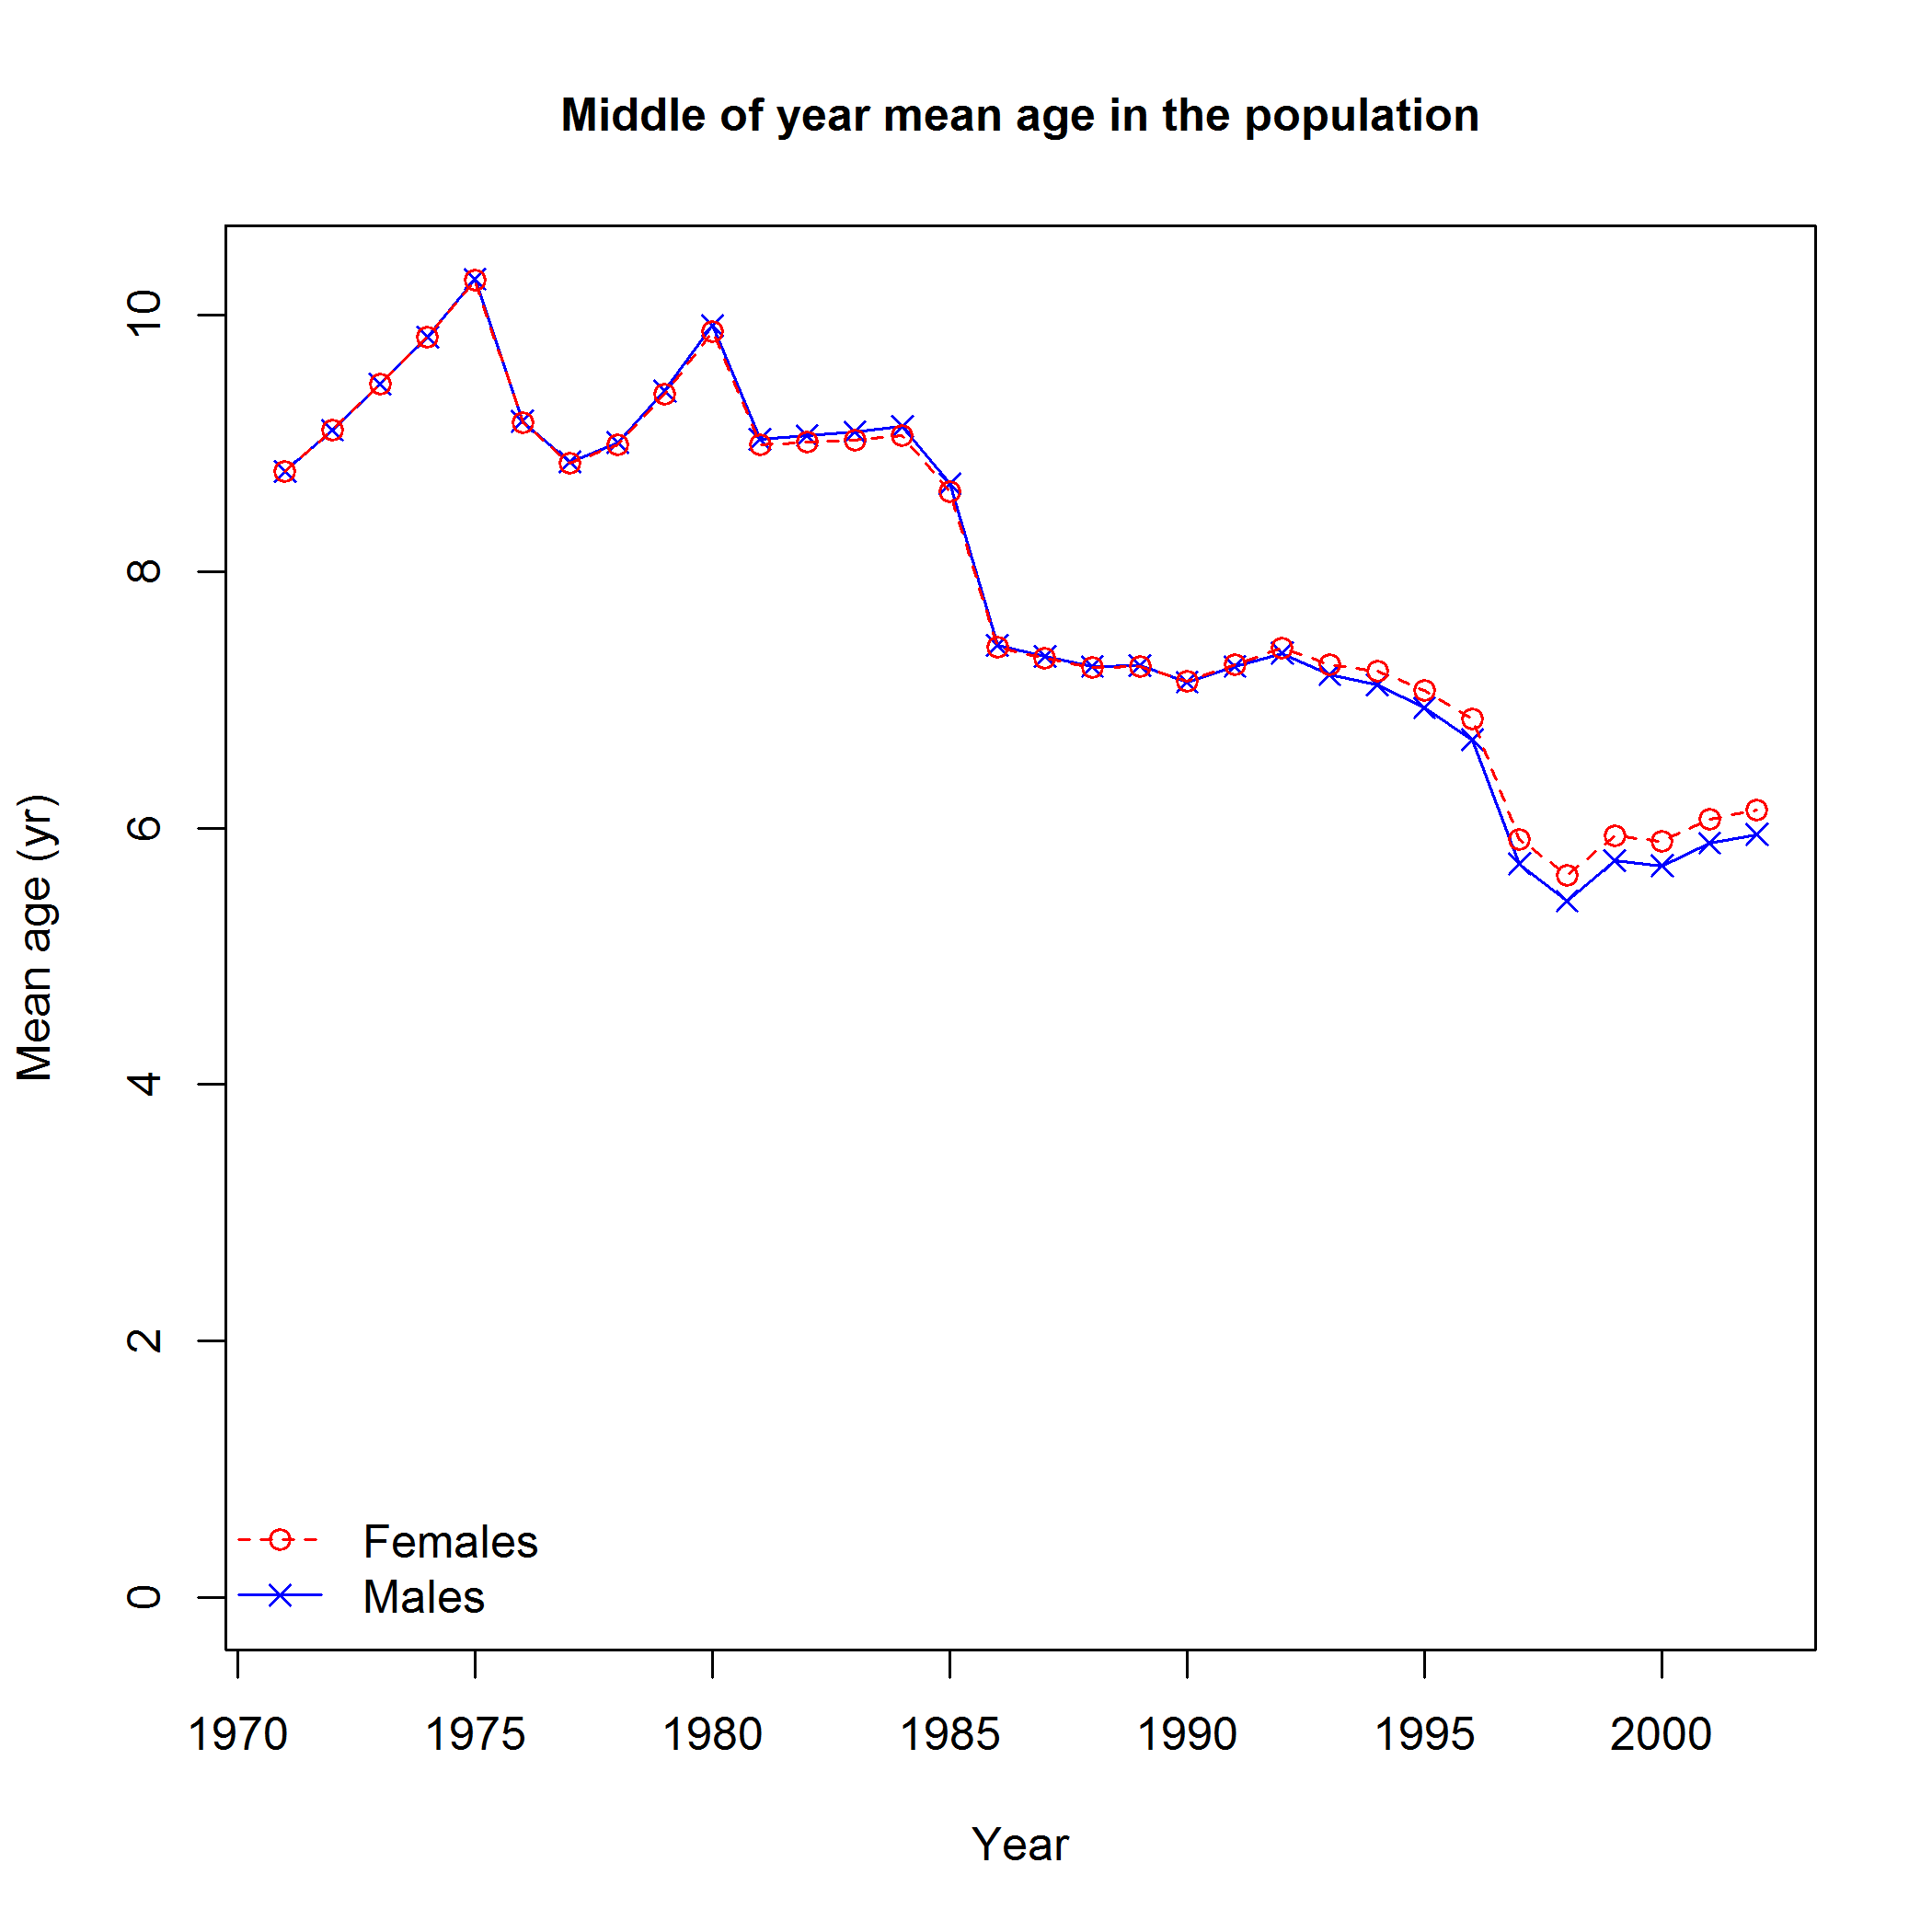 Middle of year mean age in the population
Mean age (yr)
10
8
6
4
2
0
Females
Males
1970 1975 1980 1985 1990 1995 2000
Year